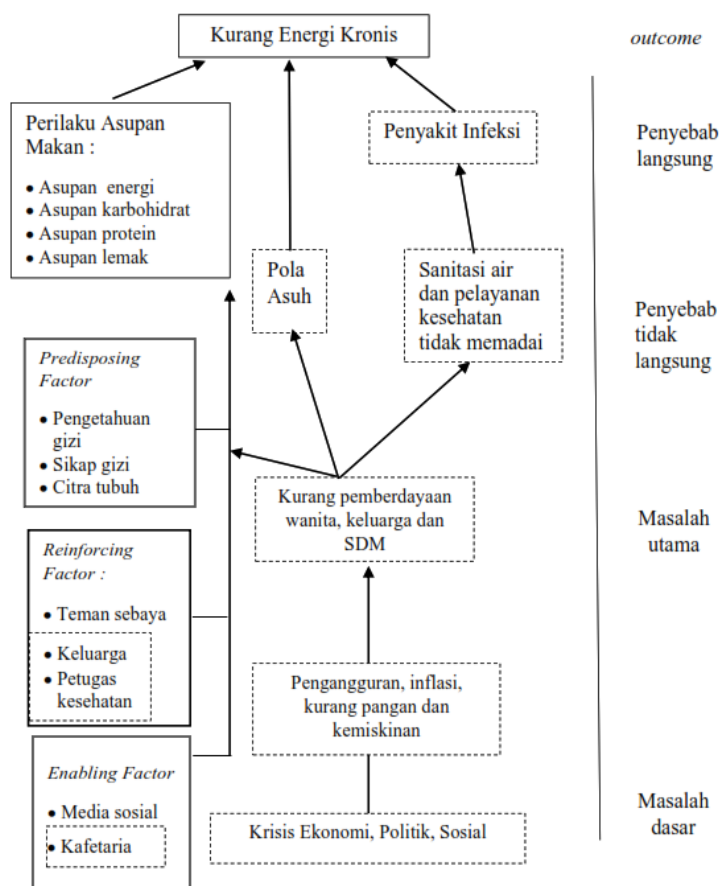 Kurang Energi Kronis
outcome
Perilaku Asupan
Makan :
• Asupan energi
• Asupan karbohidrat
• Asupan protein
• Asupan lemak
Penyakit Infeksi
Penyebab
langsung
Pola
Asuh
Sanitasi air
dan pelayanan
kesehatan
tidak memadai
Penyebab
tidak
langsung
Predisposing
Factor
• Pengetahuan
gizi
• Sikap gizi
• Citra tubuh
Kurang pemberdayaan
wanita, keluarga dan
SDM
Masalah
utama
Reinforcing
Factor :
• Teman sebaya
• Keluarga
• Petugas
kesehatan
Pengangguran, inflasi,
kurang pangan dan
kemiskinan
Enabling Factor
• Media sosial
• Kafetaria
Krisis Ekonomi, Politik, Sosial
Masalah
dasar